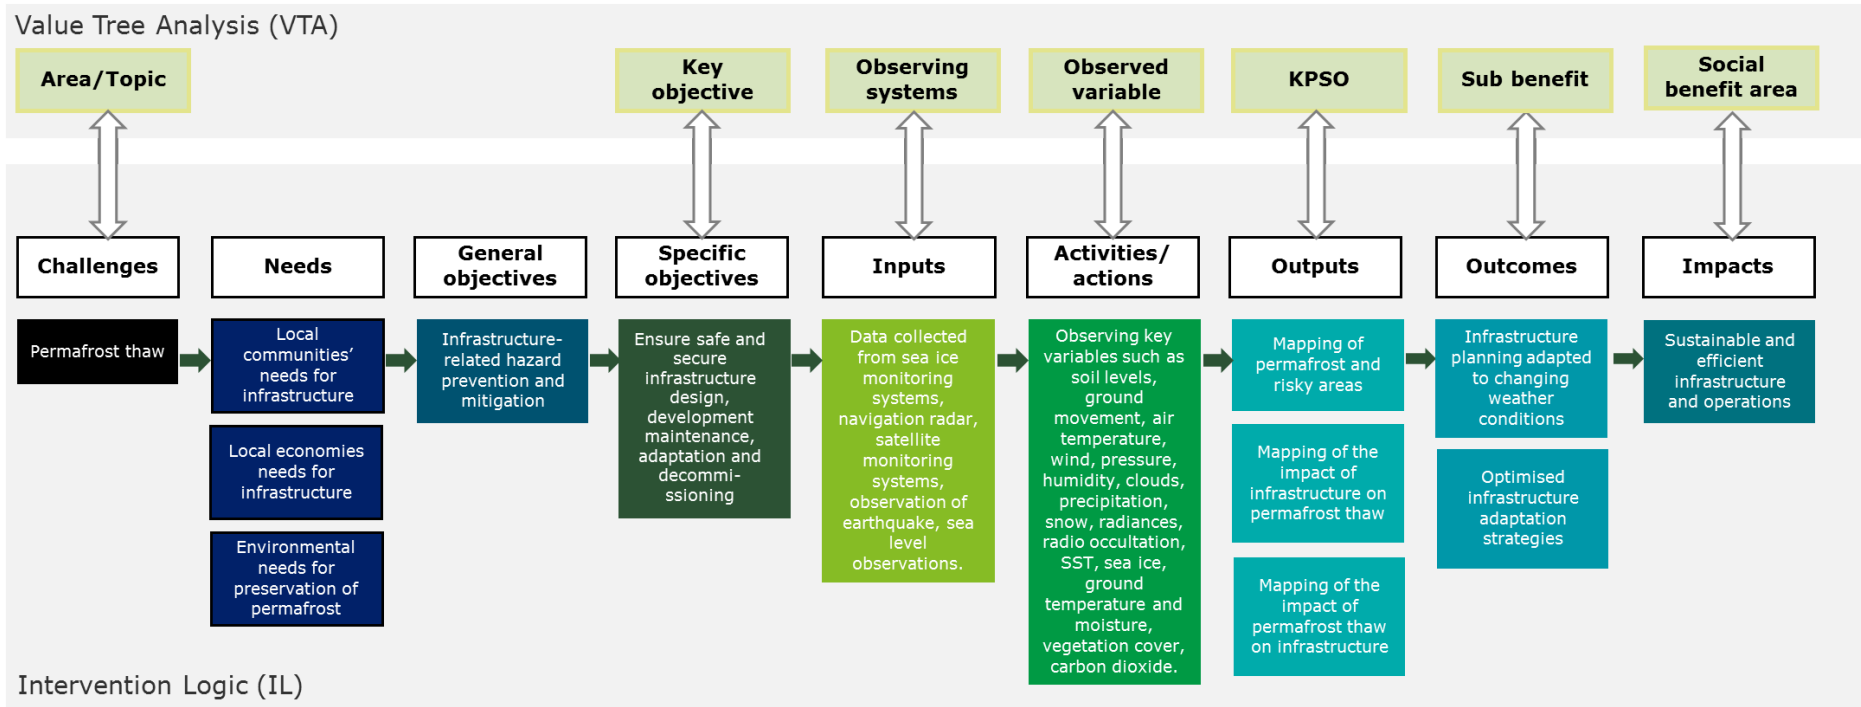 Value Tree Analysis (VTA)
Area/Topic
Key
objective
Observing
systems
Observed
variable
KPSO
Sub benefit
Social
benefit area
Challenges
Needs
General
objectives
Specific
objectives
Inputs
Activities/
actions
Outputs
Outcomes
Impacts
Permafrost thaw
Local
communities’
needs for
infrastructure
Local economies
needs for
infrastructure
Environmental
needs for
preservation of
permafrost
Infrastructure-
related hazard
prevention and
mitigation
Ensure safe and
secure
infrastructure
design,
development
maintenance,
adaptation and
decommi-
ssioning
Data collected
from sea ice
monitoring
systems,
navigation radar,
satellite
monitoring
systems,
observation of
earthquake, sea
level
observations.
Observing key
variables such as
soil levels,
ground
movement, air
temperature,
wind, pressure,
humidity, clouds,
precipitation,
snow, radiances,
radio occultation,
SST, sea ice,
ground
temperature and
moisture,
vegetation cover,
carbon dioxide.
Mapping of
permafrost and
risky areas
Mapping of the
impact of
infrastructure on
permafrost thaw
Mapping of the
impact of
permafrost thaw
on infrastructure
Infrastructure
planning adapted
to changing
weather
conditions
Optimised
infrastructure
adaptation
strategies
Sustainable and
efficient
infrastructure
and operations
Intervention Logic (IL)